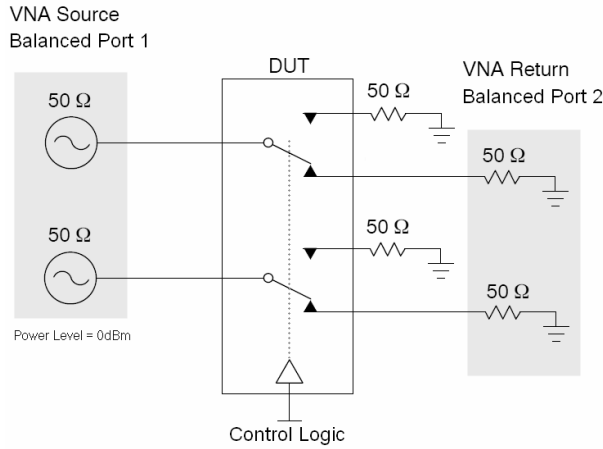 VNA Source
Balanced Port 1
50 Ω
DUT
50 Ω
VNA Return
Balanced Port 2
50 Ω
50 Ω
50 Ω
50 Ω
Power Level = 0dBm
Control Logic